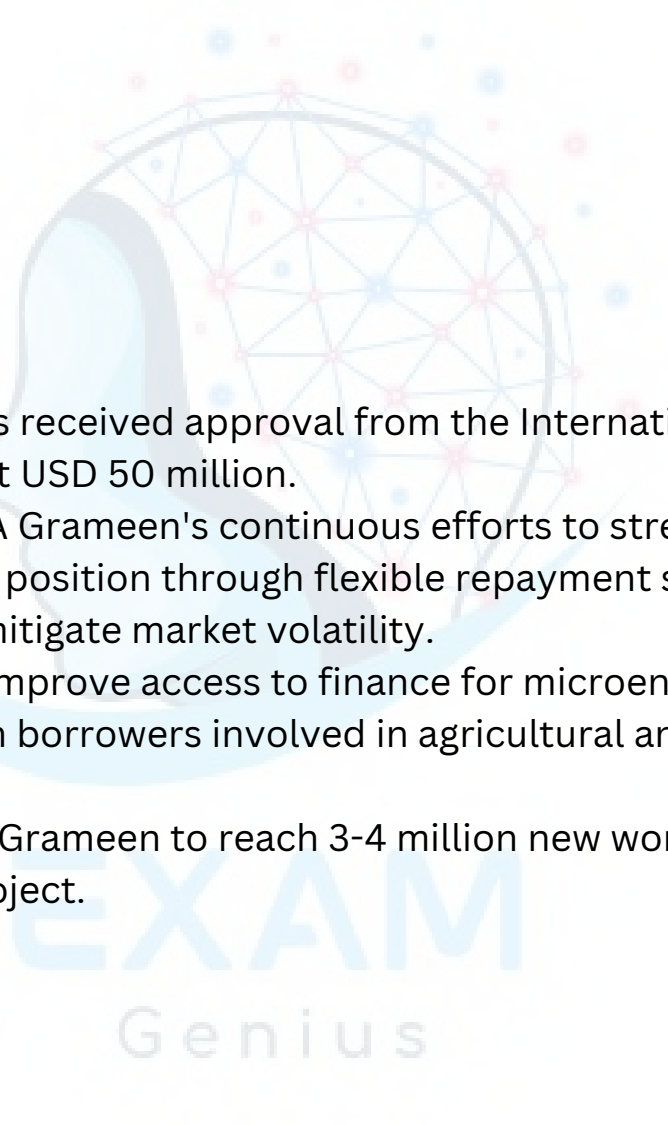 s received approval from the Internati
t USD 50 million.
A Grameen's continuous efforts to stre
position through flexible repayment s
mitigate market volatility.
mprove access to finance for microen
n borrowers involved in agricultural ar
Grameen to reach 3-4 million new wor
oject.
EXAM
Genius